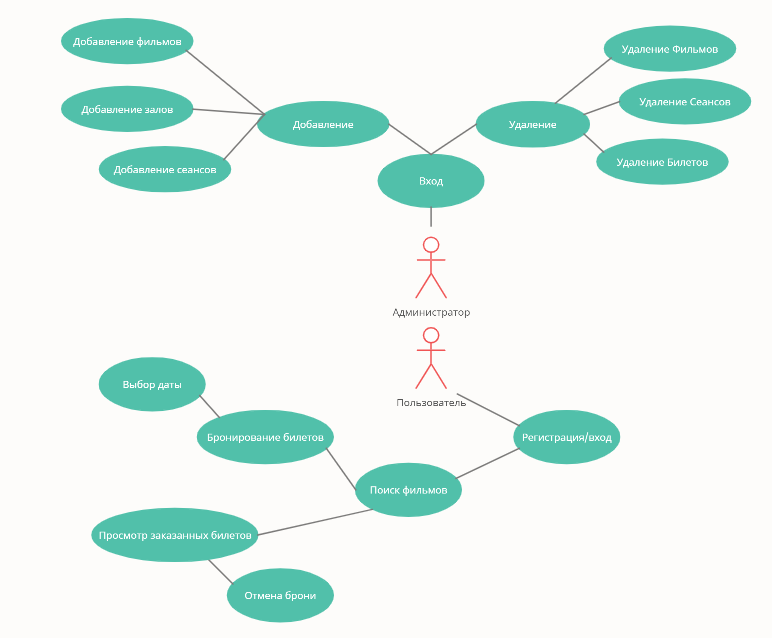 Добавление фильмов
Удаление Фильмов
Добавление залов
Удаление Сеансов
Добавление
Удаление
Добавление сеансов
Удаление Билетов
Вход
Администратор
Пользователь
Выбор даты
Бронирование билетов
Регистрация/вход
Поиск фильмов
Просмотр заказанных билетов
Отмена брони